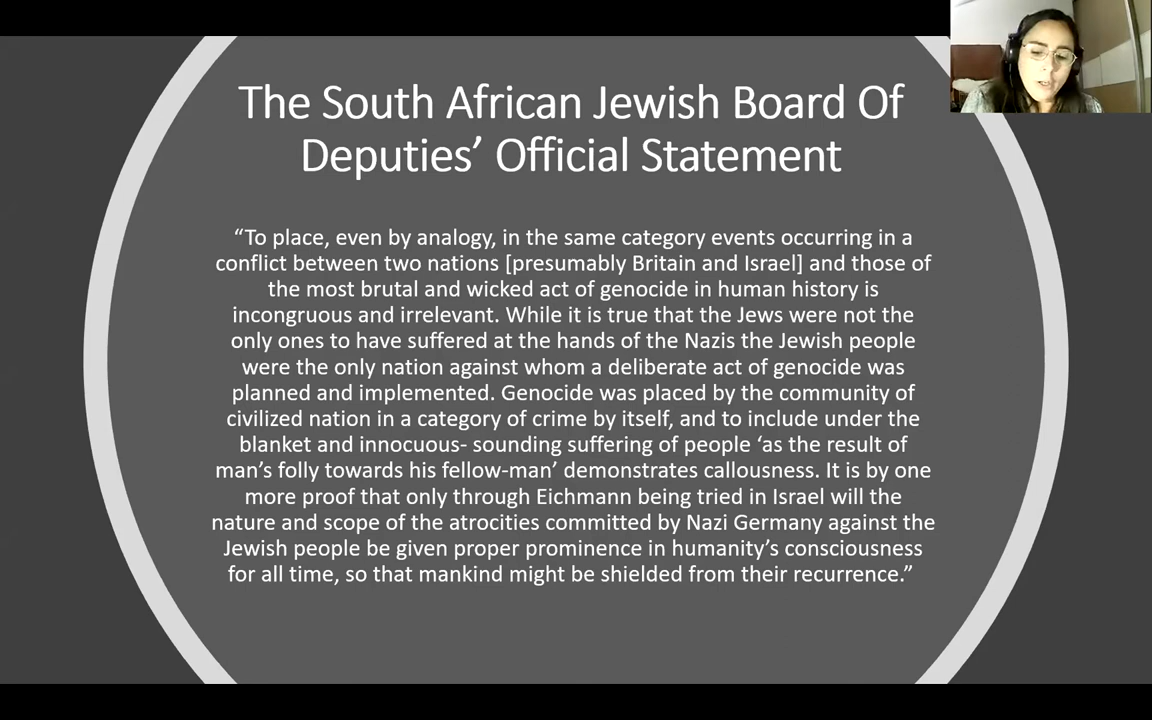 The South African Jewish Board Of
Deputies’ Official Statement
“To place, even by analogy, in the same category events occurring in a
conflict between two nations [presumably Britain and Israel] and those of
the most brutal and wicked act of genocide in human history is
incongruous and irrelevant. While it is true that the Jews were not the
only ones to have suffered at the hands of the Nazis the Jewish people
were the only nation against whom a deliberate act of genocide was
planned and implemented. Genocide was placed by the community of
civilized nation in a category of crime by itself, and to include under the
blanket and innocuous- sounding suffering of people ‘as the result of
man’s folly towards his fellow-man’ demonstrates callousness. It is by one
more proof that only through Eichmann being tried in Israel will the
nature and scope of the atrocities committed by Nazi Germany against the
Jewish people be given proper prominence in humanity’s consciousness
for all time, so that mankind might be shielded from their recurrence.”